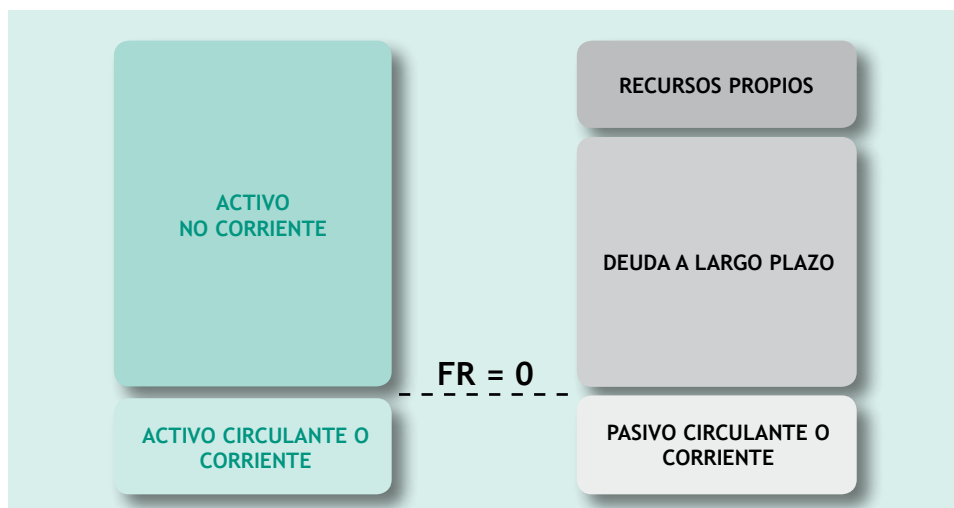 ACTIVO
NO CORRIENTE
ACTIVO CIRCULANTE O
CORRIENTE
FR = 0
RECURSOS PROPIOS
DEUDA A LARGO PLAZO
PASIVO CIRCULANTE O
CORRIENTE